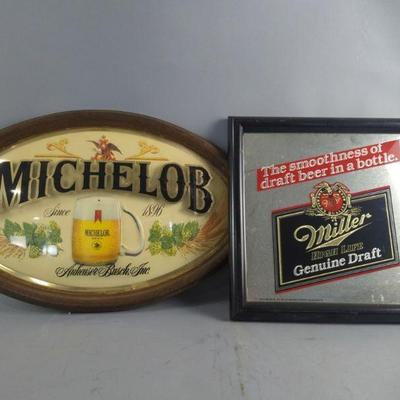 MICHELOB
Since 1896
MICHELOB
Anheuser-Busch, Inc.
The smoothness of
draft beer in a bottle.
Miller
HIGH LIFE
Genuine Draft